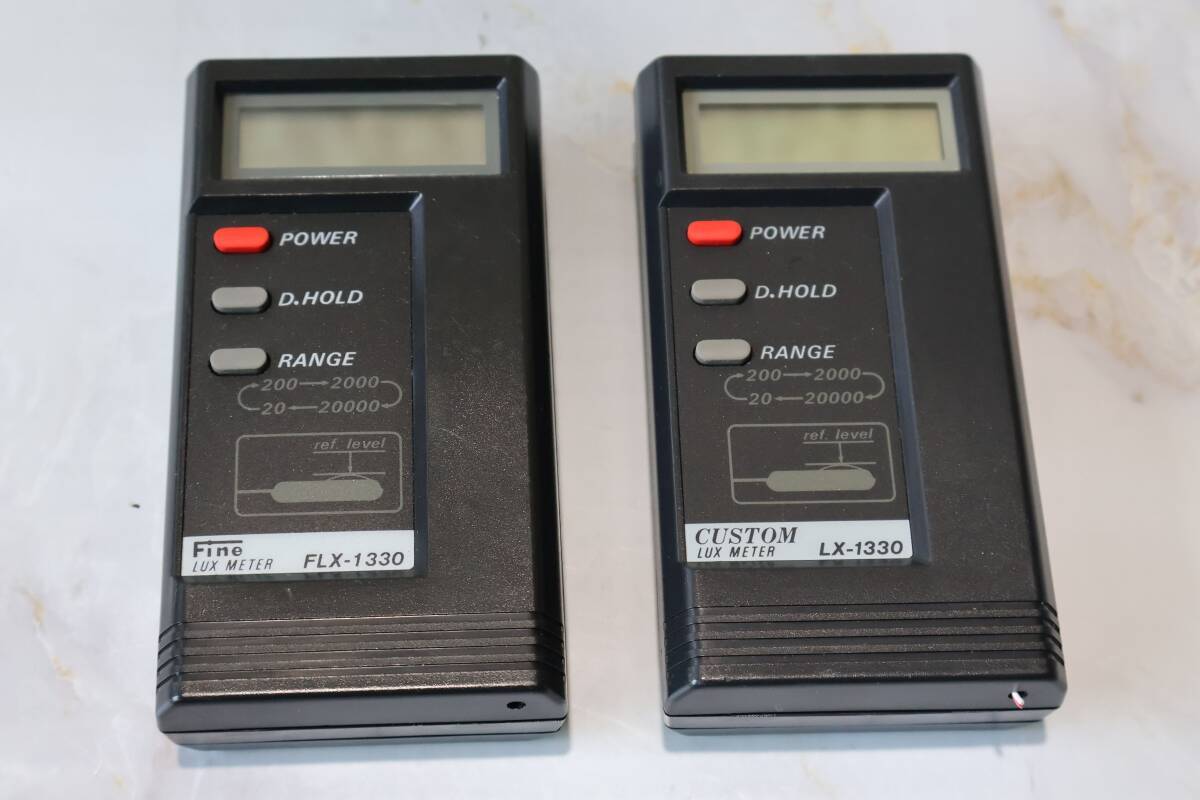 POWER
D.HOLD
RANGE
200 2000
20 20000
ref. level
Fine
LUX METER FLX-1330
POWER
D.HOLD
RANGE
200 2000
20 20000
ref. level
CUSTOM
LUX METER LX-1330